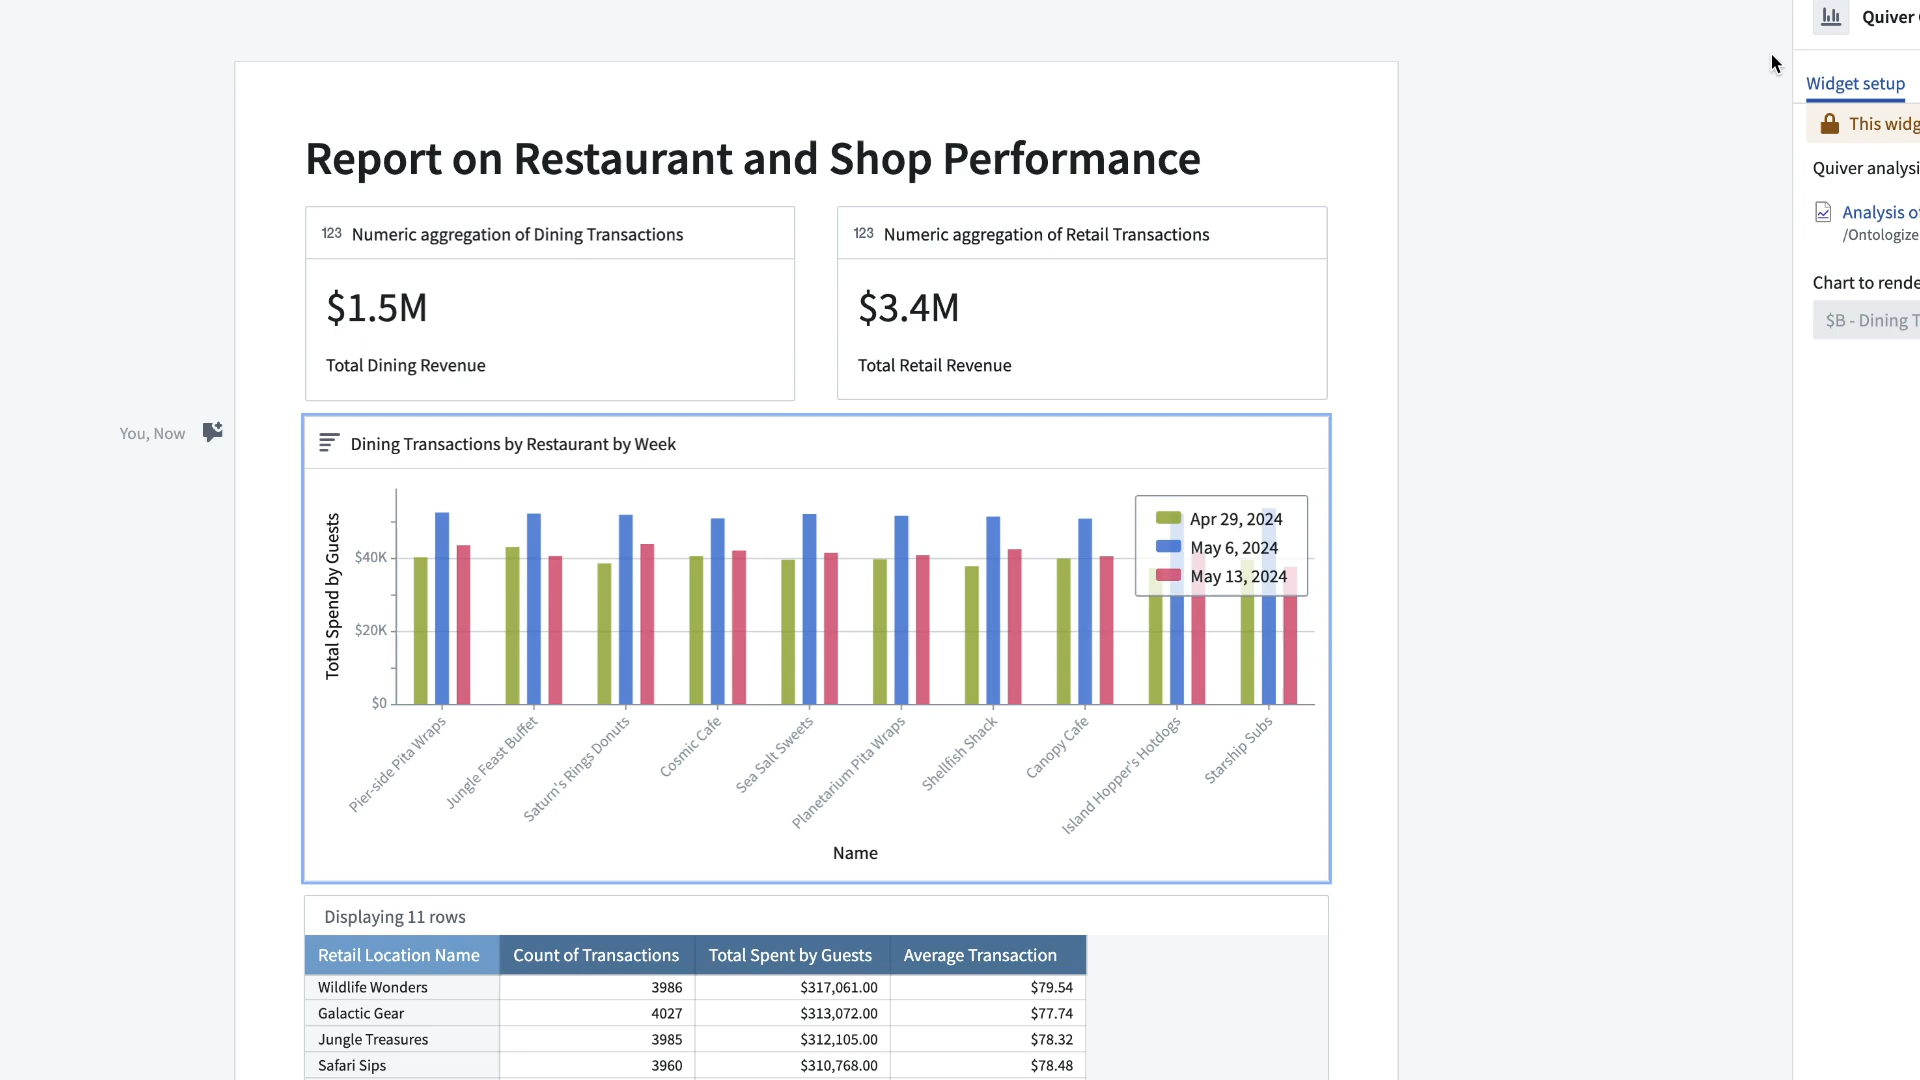 Quiver
Widget setup
This widg
Quiver analysi
Analysis o
/Ontologize
Chart to rende
$B - Dining T
Report on Restaurant and Shop Performance
123 Numeric aggregation of Dining Transactions
$1.5M
Total Dining Revenue
123 Numeric aggregation of Retail Transactions
$3.4M
Total Retail Revenue
You, Now
Dining Transactions by Restaurant by Week
Total Spend by Guests
$40K
$20K
$0
Apr 29, 2024
May 6, 2024
May 13, 2024
Pier-side Pita Wraps
Jungle Feast Buffet
Saturn's Rings Donuts
Cosmic Cafe
Sea Salt Sweets
Planetarium Pita Wraps
Shellfish Shack
Canopy Cafe
Island Hopper's Hotdogs
Starship Subs
Name
Displaying 11 rows
Retail Location Name Count of Transactions Total Spent by Guests Average Transaction
Wildlife Wonders 3986 $317,061.00 $79.54
Galactic Gear 4027 $313,072.00 $77.74
Jungle Treasures 3985 $312,105.00 $78.32
Safari Sips 3960 $310,768.00 $78.48